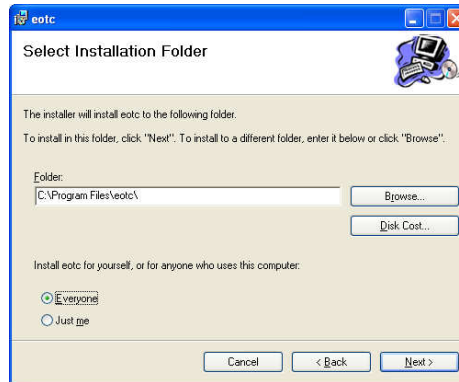 eotc
Select Installation Folder
The installer will install eotc to the following folder.
To install in this folder, click "Next". To install to a different folder, enter it below or click "Browse".
Folder:
C:\Program Files\eotc\
Browse...
Disk Cost...
Install eotc for yourself, or for anyone who uses this computer:
Everyone
Just me
Cancel
< Back
Next >